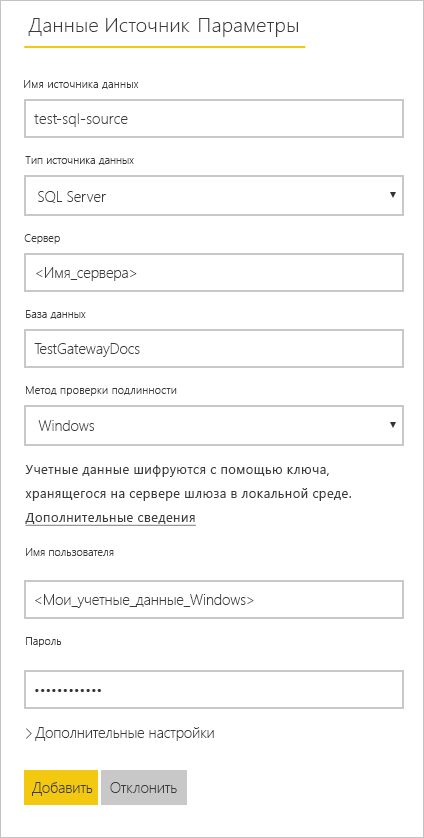 Данные Источник Параметры
Имя источника данных
test-sql-source
Тип источника данных
SQL Server
Сервер
<Имя_сервера>
База данных
TestGatewayDocs
Метод проверки подлинности
Windows
Учетные данные шифруются с помощью ключа,
хранящегося на сервере шлюза в локальной среде.
Дополнительные сведения
Имя пользователя
<Мои_учетные_данные_Windows>
Пароль
••••••••••••
> Дополнительные настройки
Добавить Отклонить